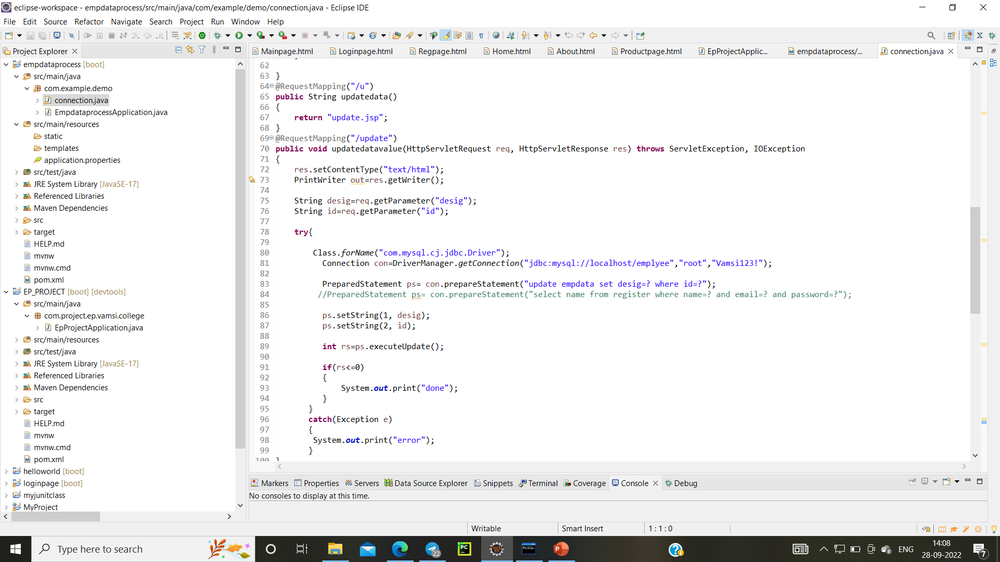 eclipse-workspace - empdataprocess/src/main/java/com/example/demo/connection.java - Eclipse IDE
File Edit Source Refactor Navigate Search Project Run Window Help
Project Explorer
empdataprocess [boot]
src/main/java
com.example.demo
connection.java
EmpdataprocessApplication.java
src/main/resources
static
templates
application.properties
src/test/java
JRE System Library [JavaSE-17]
Referenced Libraries
Maven Dependencies
src
target
HELP.md
mvnw
mvnw.cmd
pom.xml
EP_PROJECT [boot] [devtools]
src/main/java
com.project.ep.vamsi.college
EpProjectApplication.java
src/main/resources
src/test/java
JRE System Library [JavaSE-17]
Referenced Libraries
Maven Dependencies
src
target
HELP.md
mvnw
mvnw.cmd
pom.xml
helloworld [boot]
loginpage [boot]
myjunitclass
MyProject
Mainpage.html Loginpage.html Regpage.html Home.html About.html Productpage.html EpProjectApplic... empdataprocess/... connection.java
62
63 }
64 @RequestMapping("/u")
65 public String updatedata()
66 {
67 return "update.jsp";
68 }
69 @RequestMapping("/update")
70 public void updatedatavalue(HttpServletRequest req, HttpServletResponse res) throws ServletException, IOException
71 {
72 res.setContentType("text/html");
73 PrintWriter out=res.getWriter();
74
75 String desig=req.getParameter("desig");
76 String id=req.getParameter("id");
77
78 try{
79
80 Class.forName("com.mysql.cj.jdbc.Driver");
81 Connection con=DriverManager.getConnection("jdbc:mysql://localhost/emplyee","root","Vamsi123!");
82
83 PreparedStatement ps= con.prepareStatement("update empdata set desig=? where id=?");
84 //PreparedStatement ps= con.prepareStatement("select name from register where name=? and email=? and password=?");
85
86 ps.setString(1, desig);
87 ps.setString(2, id);
88
89 int rs=ps.executeUpdate();
90
91 if(rs<=0)
92 {
93 System.out.print("done");
94 }
95 }
96 catch(Exception e)
97 {
98 System.out.print("error");
99 }
100 }
Markers Properties Servers Data Source Explorer Snippets Terminal Coverage Console Debug
No consoles to display at this time.
Writable Smart Insert 1 : 1 : 0
Type here to search
22
PC
MySQL
P
ENG
14:08
28-09-2022
7